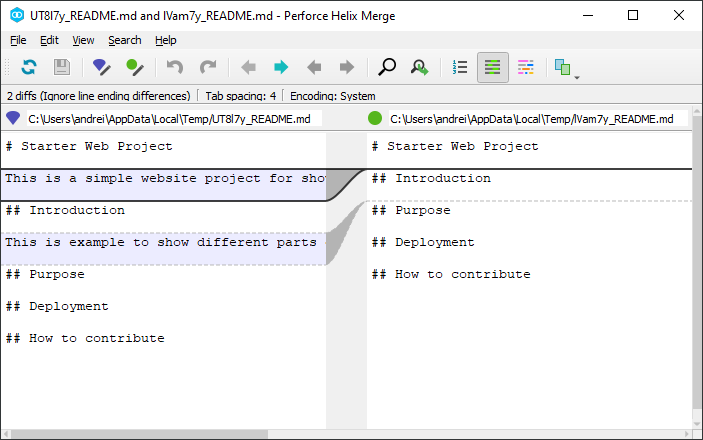 UT8l7y_README.md and lVam7y_README.md - Perforce Helix Merge
File Edit View Search Help
1 2 3
2 diffs (Ignore line ending differences) Tab spacing: 4 Encoding: System
C:\Users\andrei\AppData\Local\Temp/UT8l7y_README.md C:\Users\andrei\AppData\Local\Temp/lVam7y_README.md
# Starter Web Project
This is a simple website project for sho
## Introduction
This is example to show different parts
## Purpose
## Deployment
## How to contribute
# Starter Web Project
## Introduction
## Purpose
## Deployment
## How to contribute